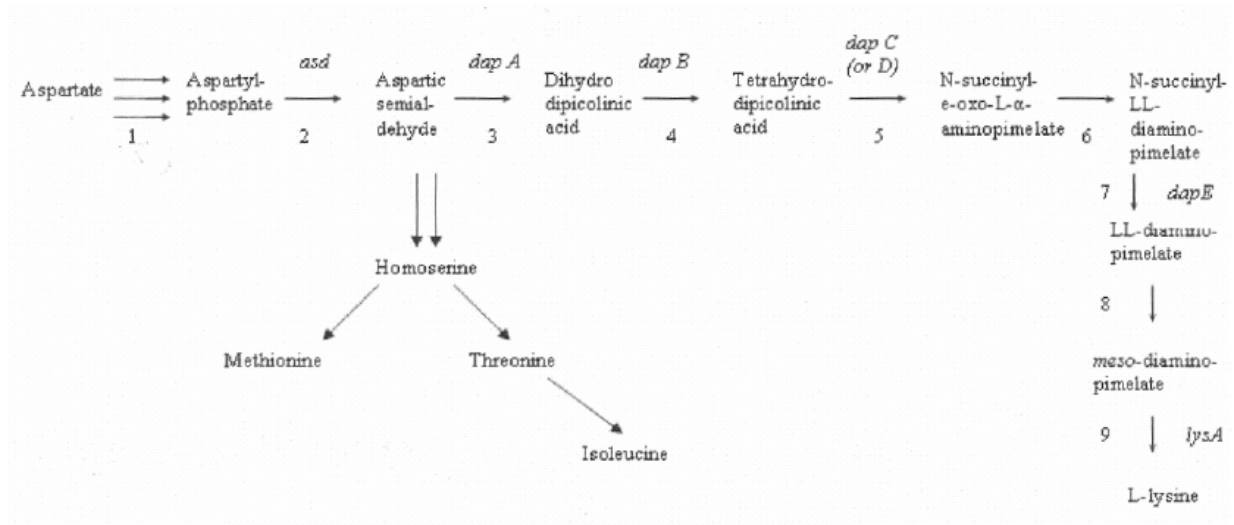 Aspartate
1
Aspartyl-
phosphate
asd
2
Aspartic
semial-
dehyde
dap A
3
Dihydro
dipicolinic
acid
dap B
4
Tetrahydro-
dipicolinic
acid
dap C
(or D)
5
N-succinyl-
e-oxo-L-α-
aminopimelate
6
N-succinyl-
LL-
diamino-
pimelate
7
dapE
LL-diamino-
pimelate
8
meso-diamino-
pimelate
9
lysA
L-lysine
Homoserine
Methionine
Threonine
Isoleucine